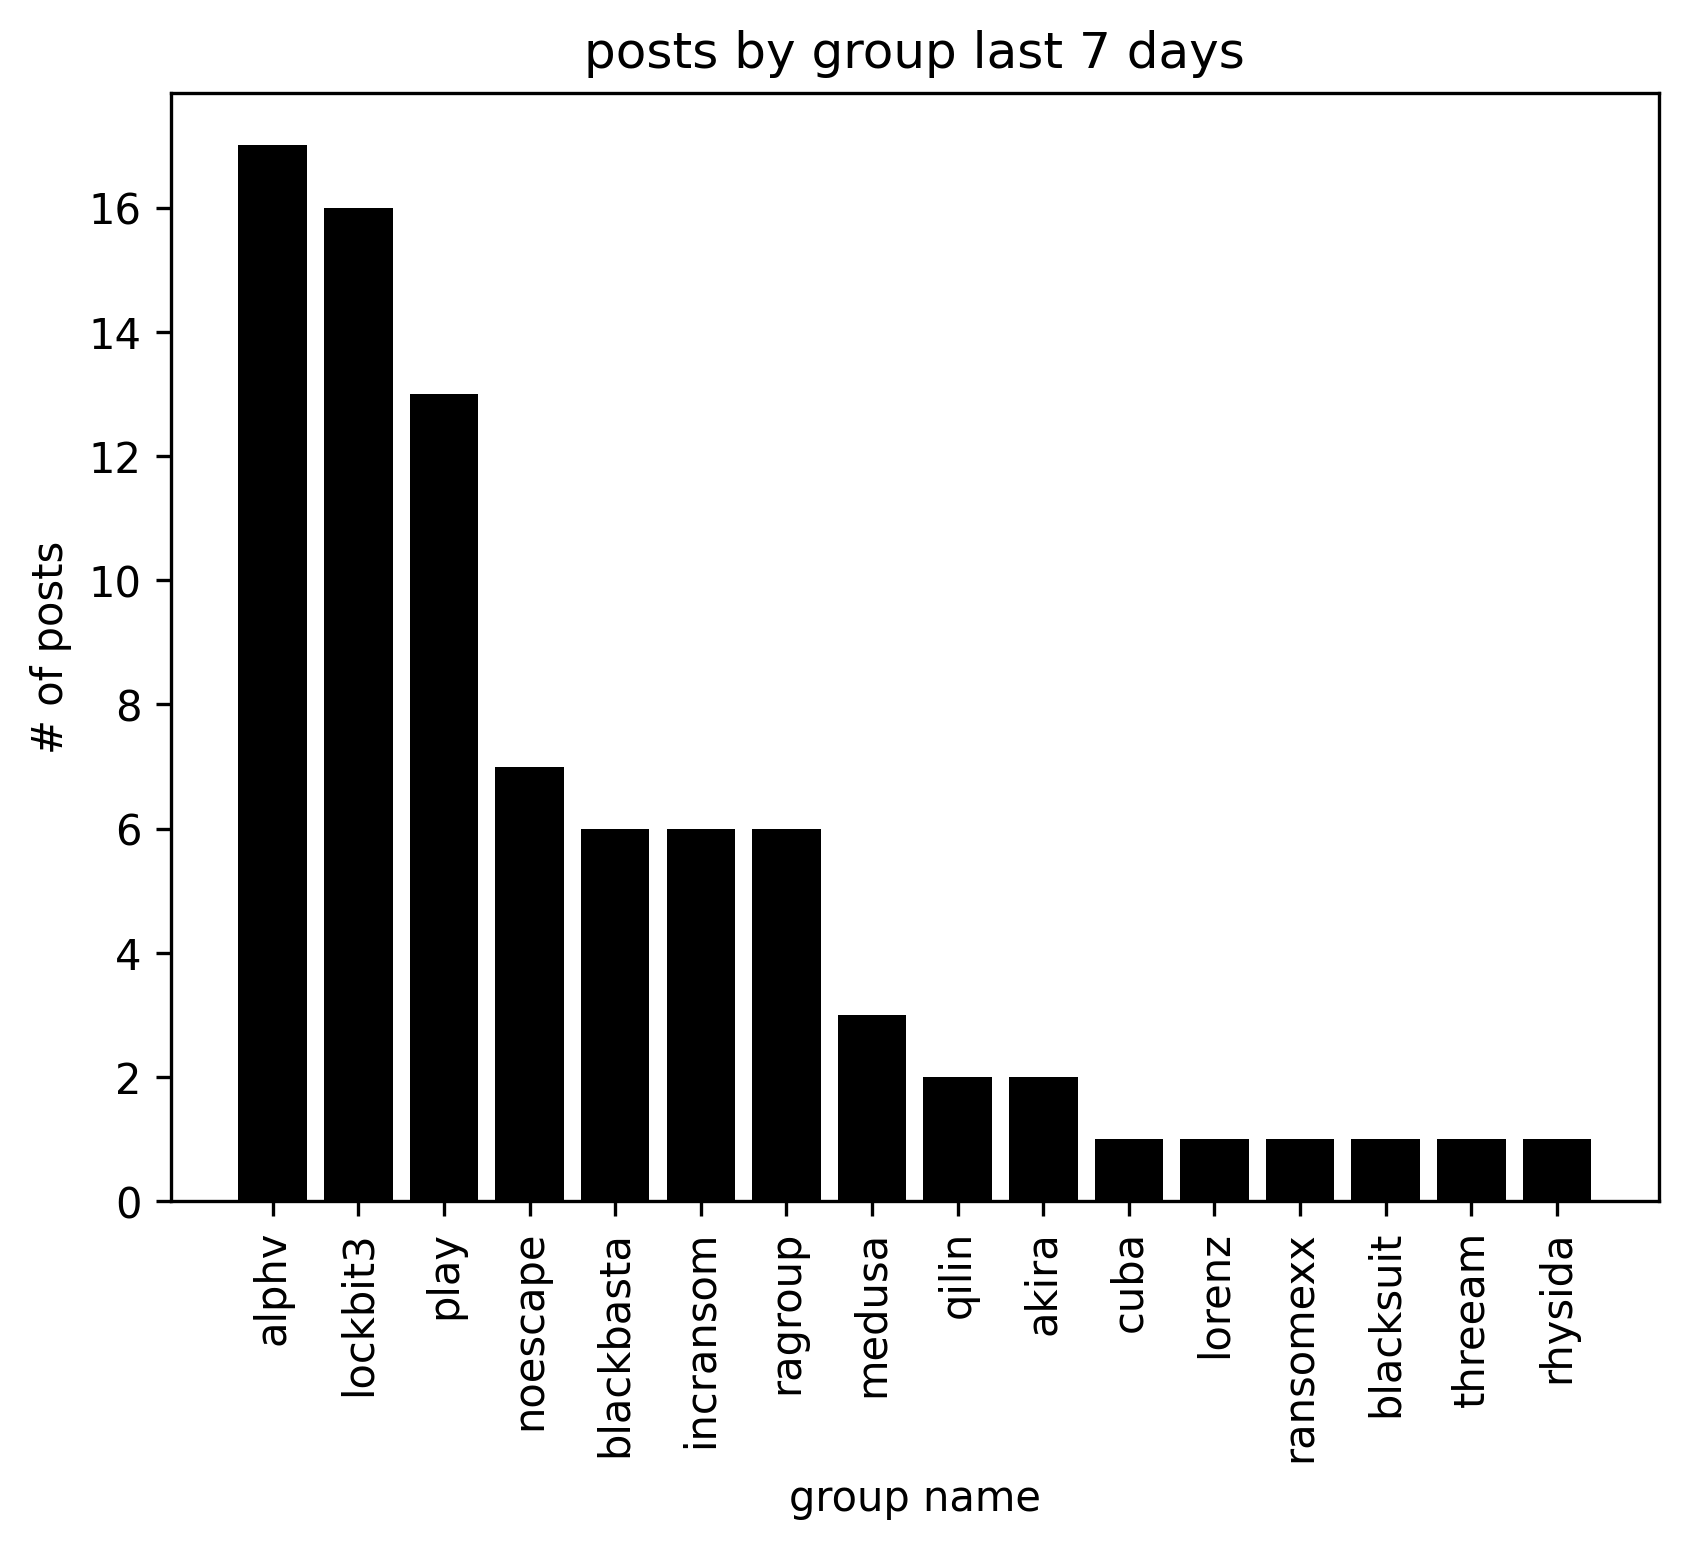 posts by group last 7 days
# of posts
16
14
12
10
8
6
4
2
0
alphv
lockbit3
play
noescape
blackbasta
incransom
ragroup
medusa
qilin
akira
cuba
lorenz
ransomexx
blacksuit
threeam
rhysida
group name